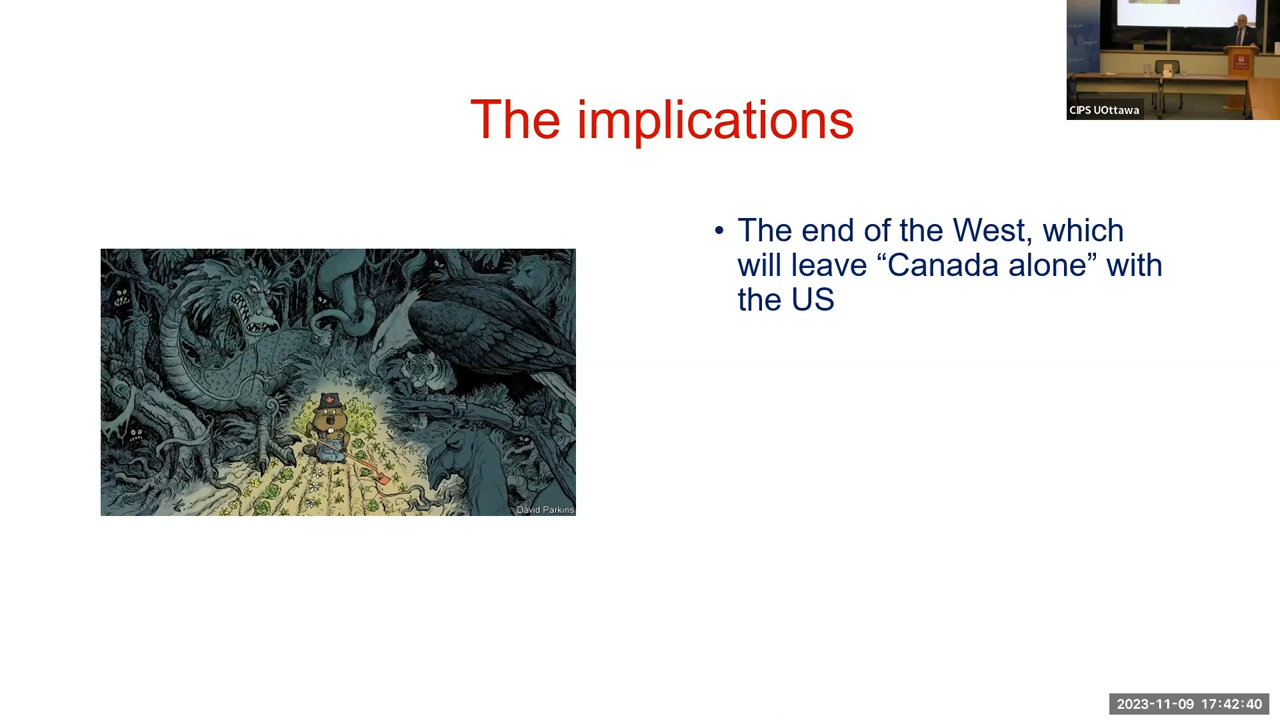 CIPS UOttawa
The implications
• The end of the West, which
will leave “Canada alone” with
the US
David Parkins
2023-11-09 17:42:40